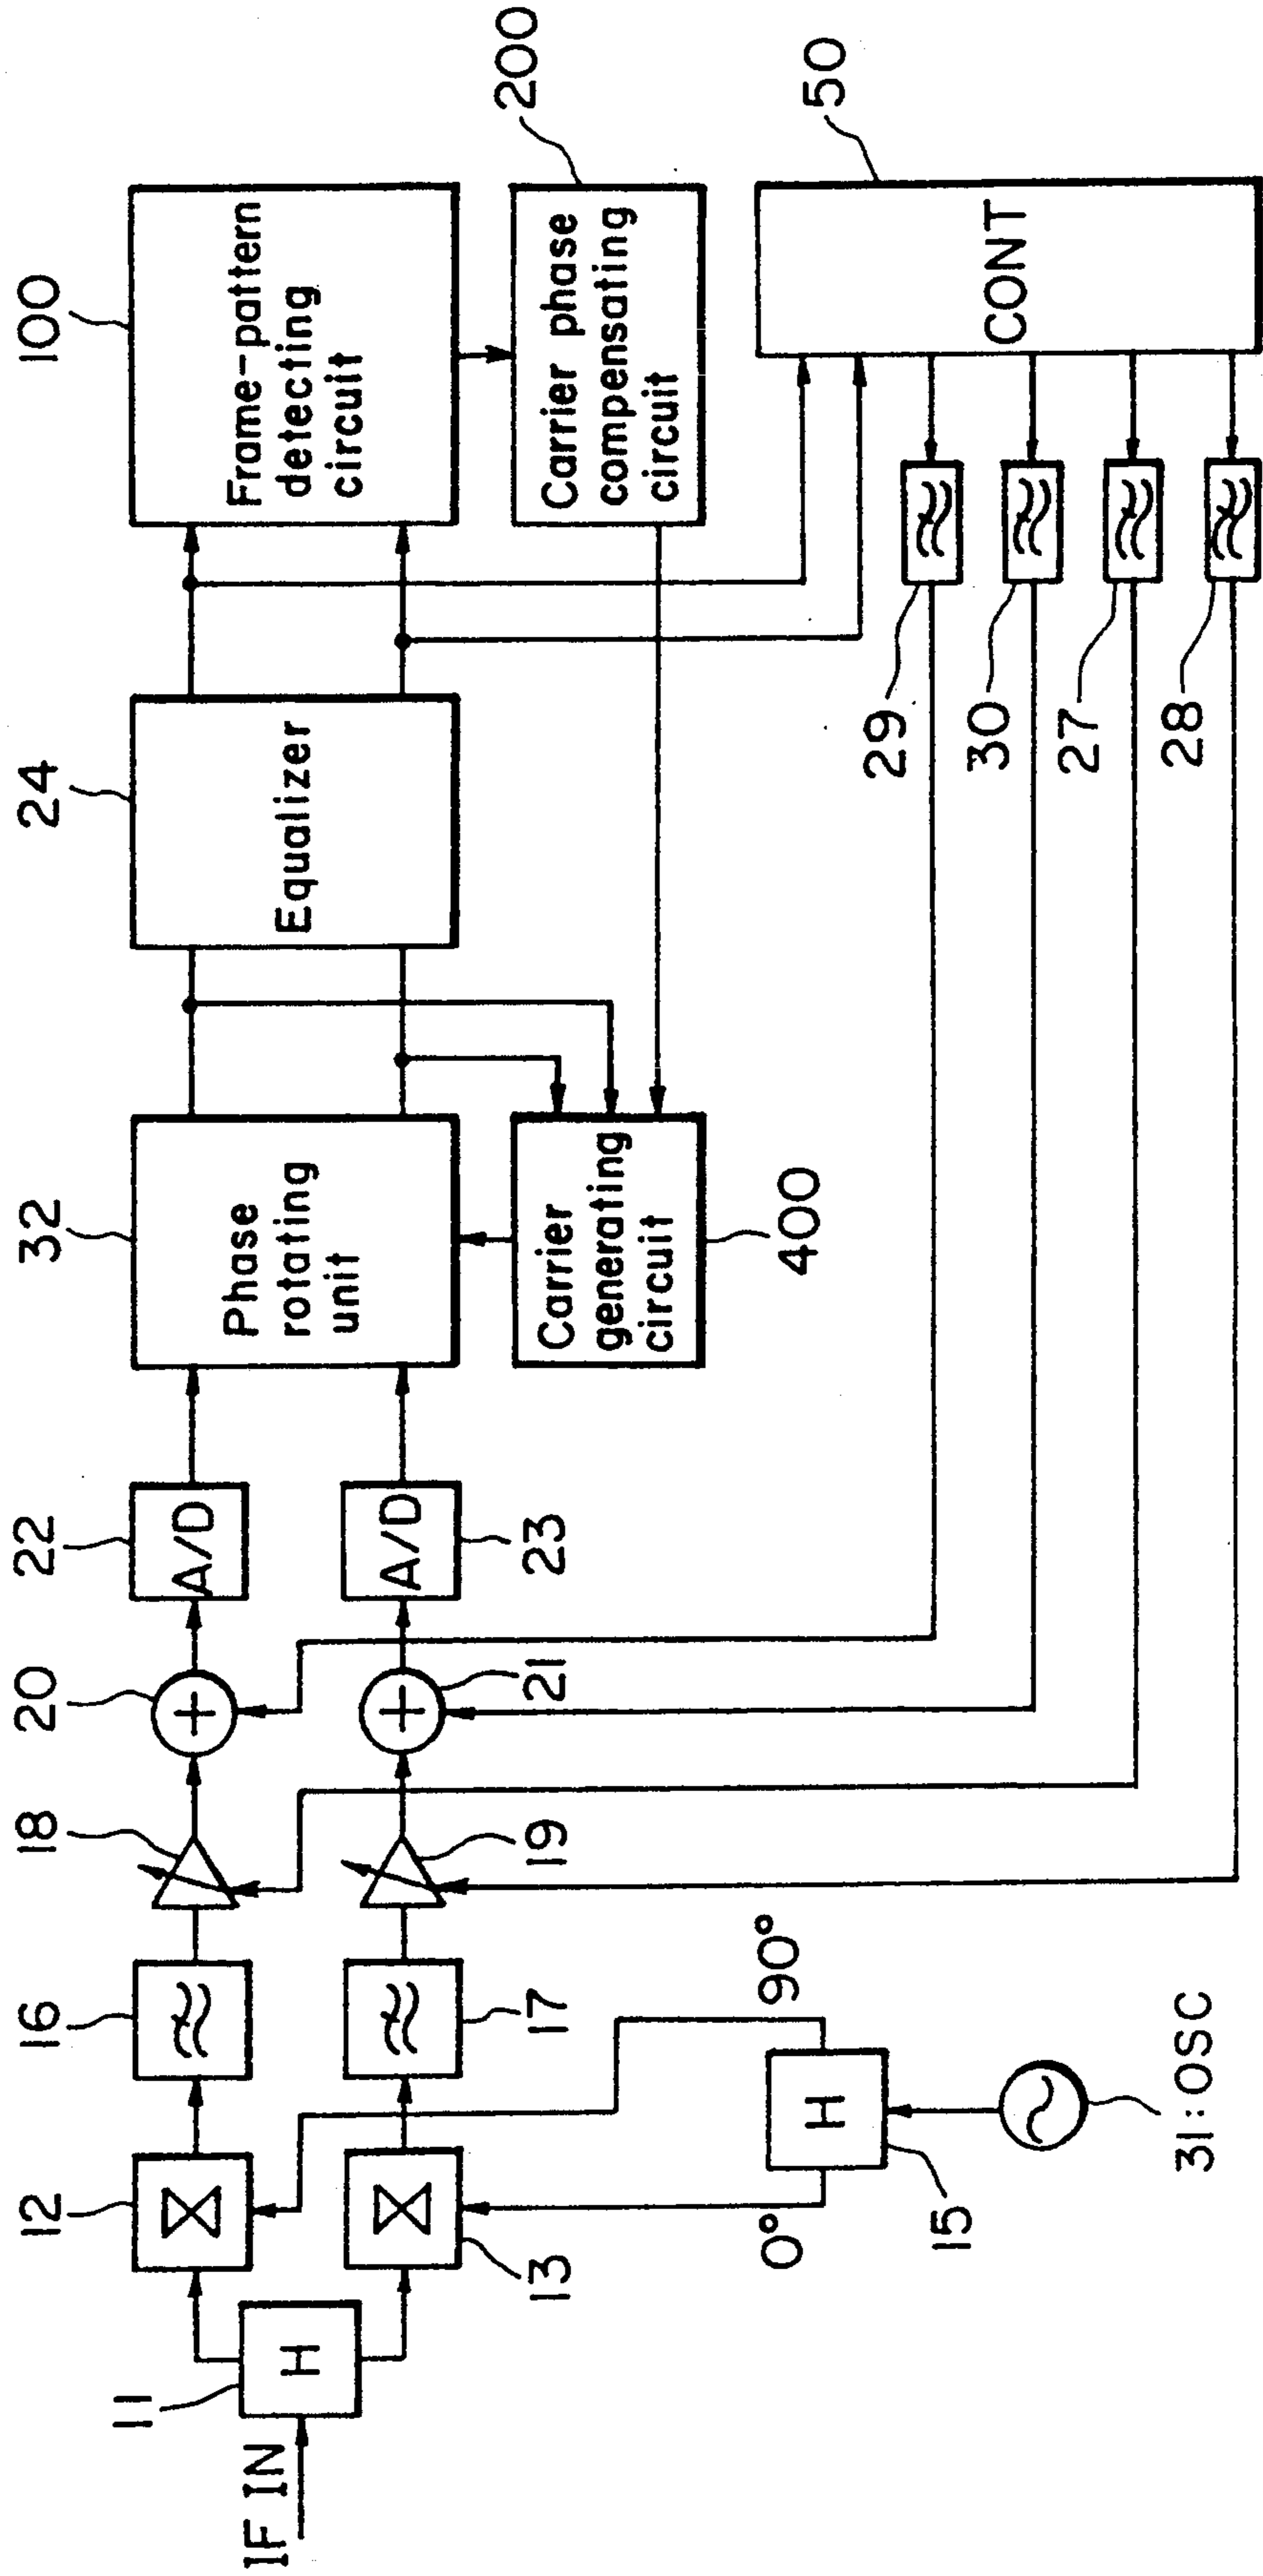 IF IN
11
H
12
13
16
17
18
19
20
21
22
A/D
23
A/D
32
Phase
rotating
unit
24
Equalizer
100
Frame-pattern
detecting
circuit
200
Carrier phase
compensating
circuit
Carrier
generating
circuit
400
50
CONT
29
30
27
28
0°
90°
H
15
31:OSC